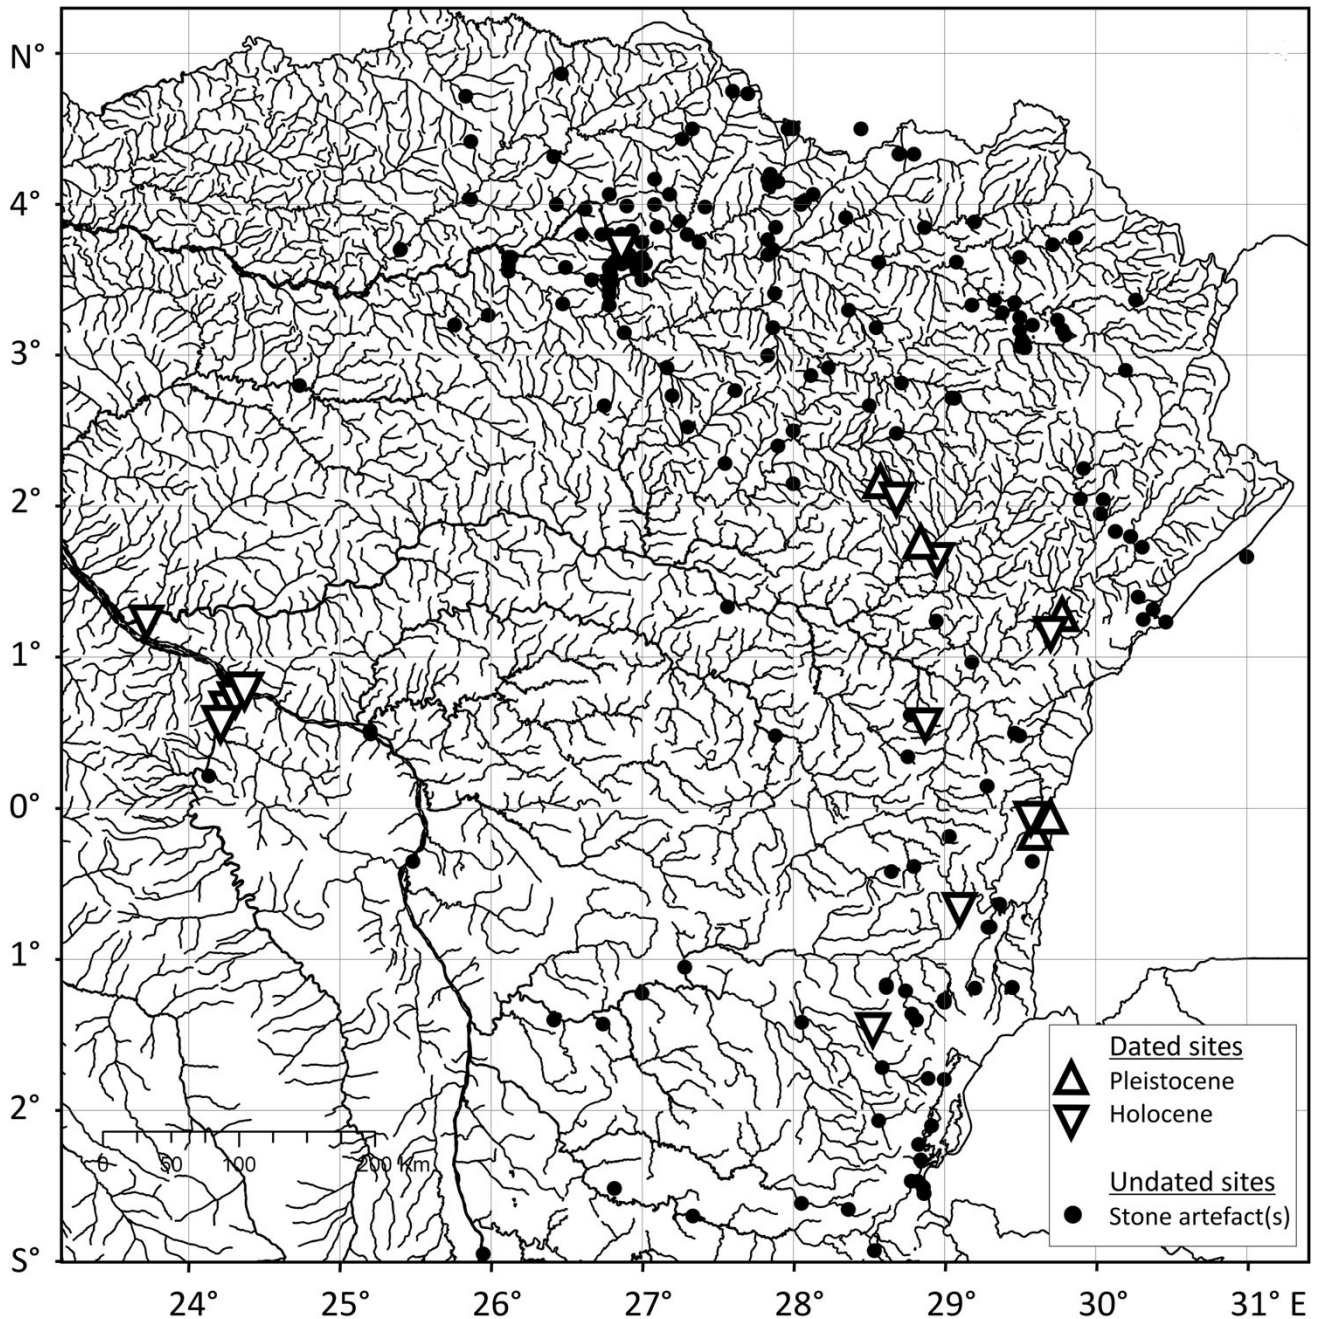 N°
4°
3°
2°
1°
0°
1°
2°
S°
0 50 100 200 Km
24° 25° 26° 27° 28° 29° 30° 31° E
Dated sites
Pleistocene
Holocene
Undated sites
Stone artefact(s)